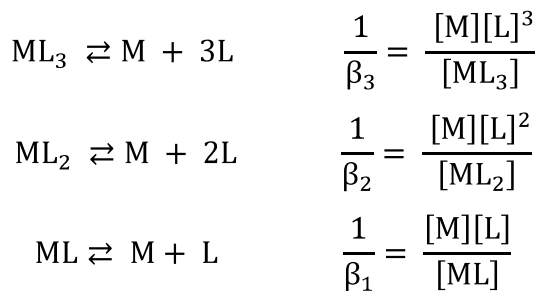 ML₃ ⇄ M + 3L 1/β₃ = [M][L]³/[ML₃]
ML₂ ⇄ M + 2L 1/β₂ = [M][L]²/[ML₂]
ML ⇄ M + L 1/β₁ = [M][L]/[ML]